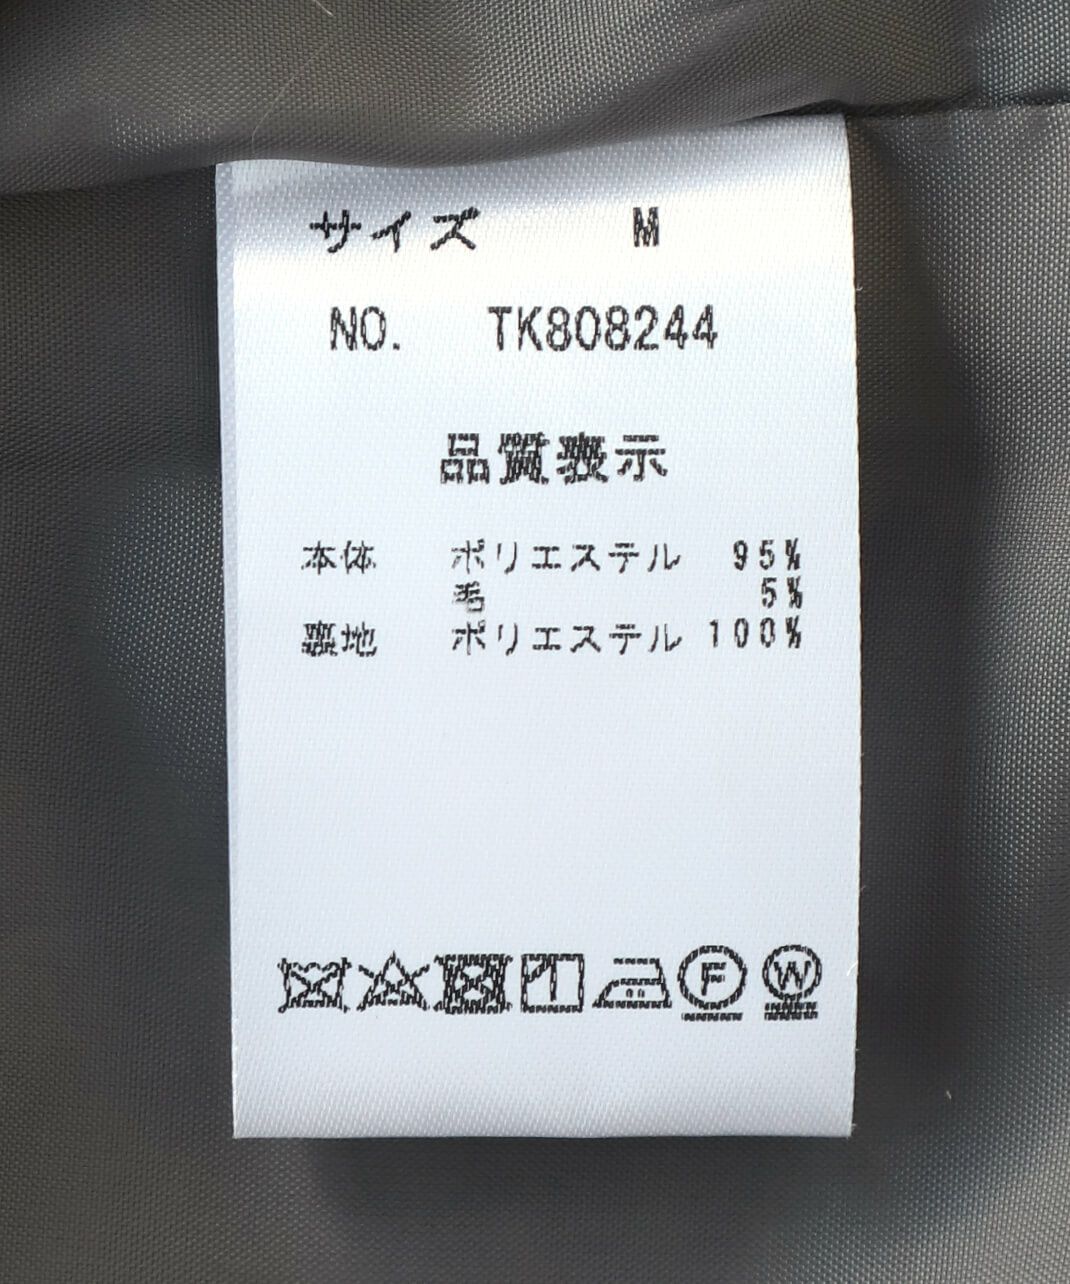 サイズ M
NO. TK808244
品質表示
本体 ポリエステル 95%
毛 5%
裏地 ポリエステル 100%
F W